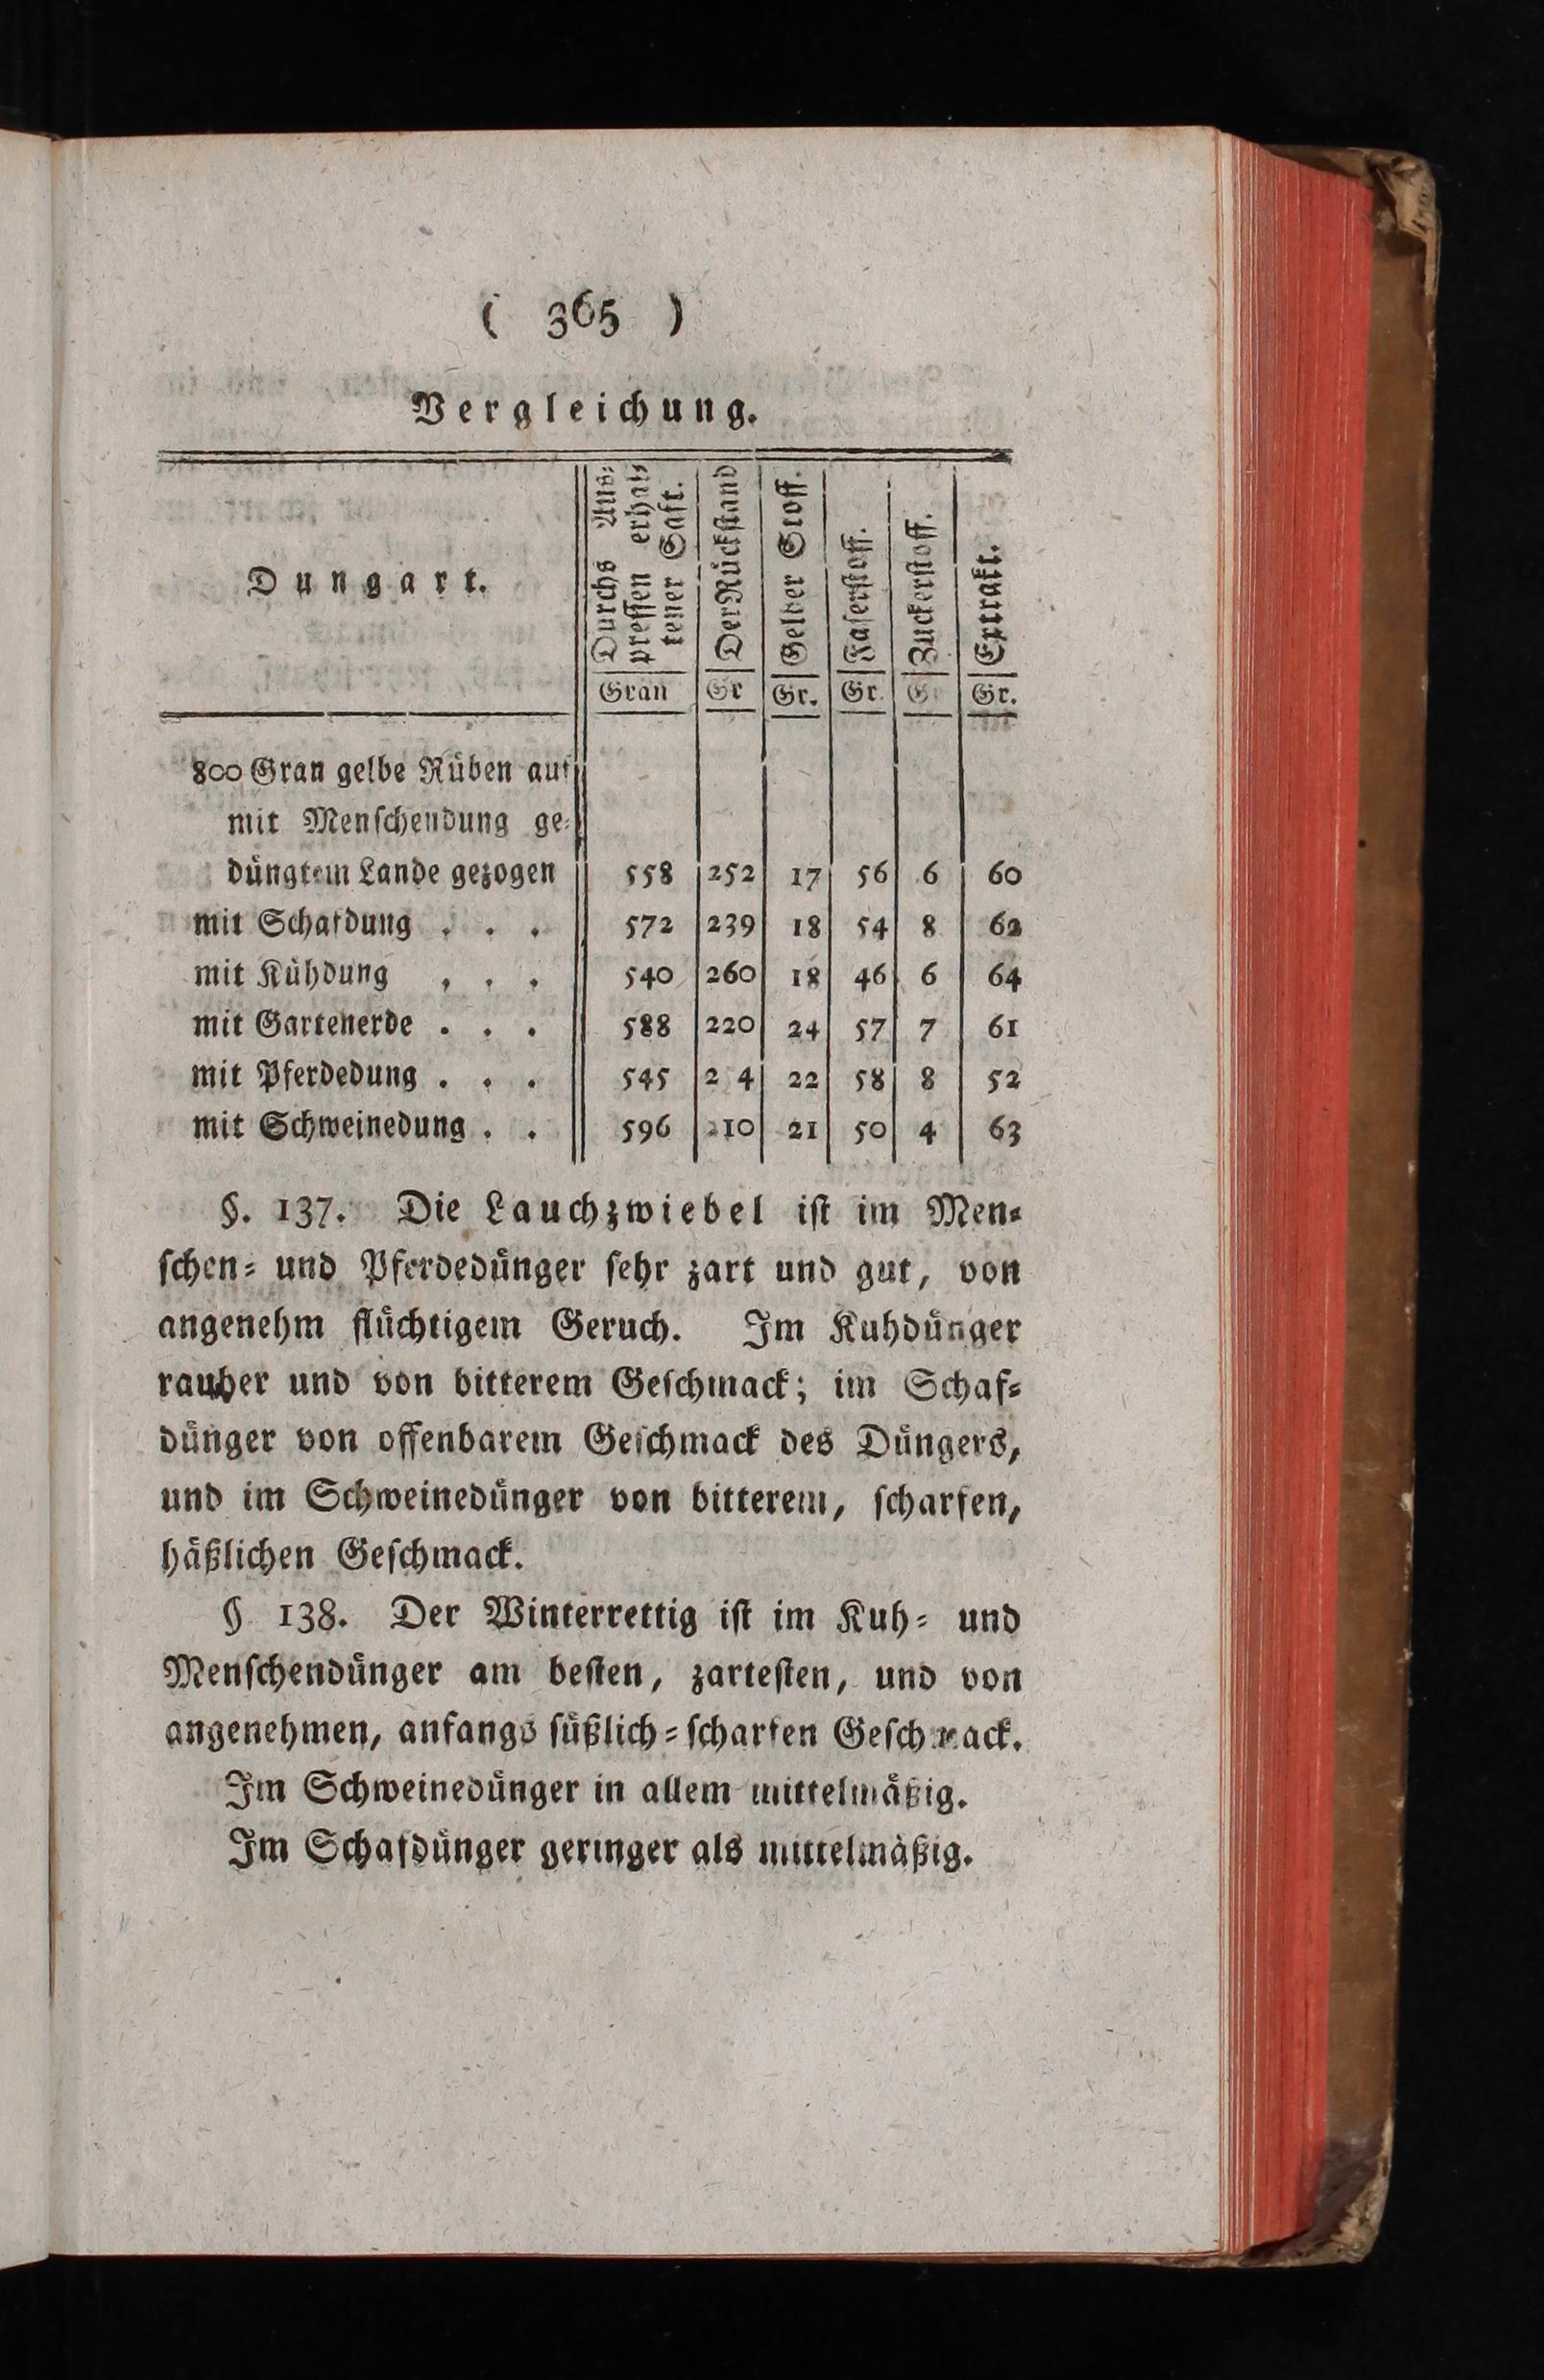 ( 365 )
Vergleichung.
Dungart.
Durchs Aus⸗
preſſen erhal⸗
tener Saft.
Der Rückſtand
Gelber Stoff.
Faſerſtoff.
Zuckerſtoff.
Extrakt.
Gran Gr Gr. Gr. Gr Gr.
800 Gran gelbe Rüben auf
mit Menſchendung ge⸗
düngtem Lande gezogen 558 252 17 56 6 60
mit Schafdung . . . 572 239 18 54 8 62
mit Kühdung . . . 540 260 18 46 6 64
mit Gartenerde . . . 588 220 24 57 7 61
mit Pferdedung . . . 545 2 4 22 58 8 52
mit Schweinedung . . 596 210 21 50 4 63
§. 137. Die Lauchzwiebel iſt im Men⸗
ſchen⸗ und Pferdedünger ſehr zart und gut, von
angenehm flüchtigem Geruch. Im Kuhdünger
rauher und von bitterem Geſchmack; im Schaf⸗
dünger von offenbarem Geſchmack des Düngers,
und im Schweinedünger von bitterem, ſcharfen,
häßlichen Geſchmack.
§ 138. Der Winterrettig iſt im Kuh⸗ und
Menſchendünger am beſten, zarteſten, und von
angenehmen, anfangs ſüßlich⸗ſcharfen Geſchmack.
Im Schweinedünger in allem mittelmäßig.
Im Schafdünger geringer als mittelmäßig.